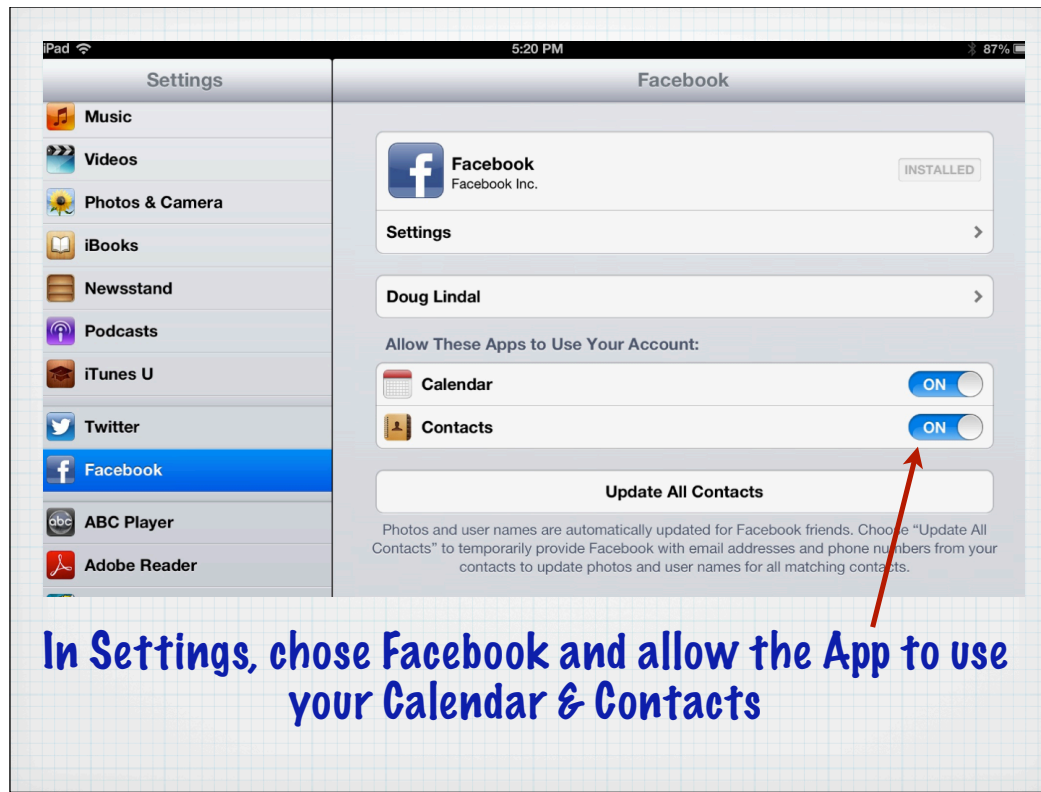 iPad
5:20 PM
87%
Settings
Facebook
Music
Videos
Photos & Camera
iBooks
Newsstand
Podcasts
iTunes U
Twitter
Facebook
ABC Player
Adobe Reader
Facebook
Facebook Inc.
INSTALLED
Settings
Doug Lindal
Allow These Apps to Use Your Account:
Calendar
ON
Contacts
ON
Update All Contacts
Photos and user names are automatically updated for Facebook friends. Choose “Update All
Contacts” to temporarily provide Facebook with email addresses and phone numbers from your
contacts to update photos and user names for all matching contacts.
In Settings, chose Facebook and allow the App to use
your Calendar & Contacts